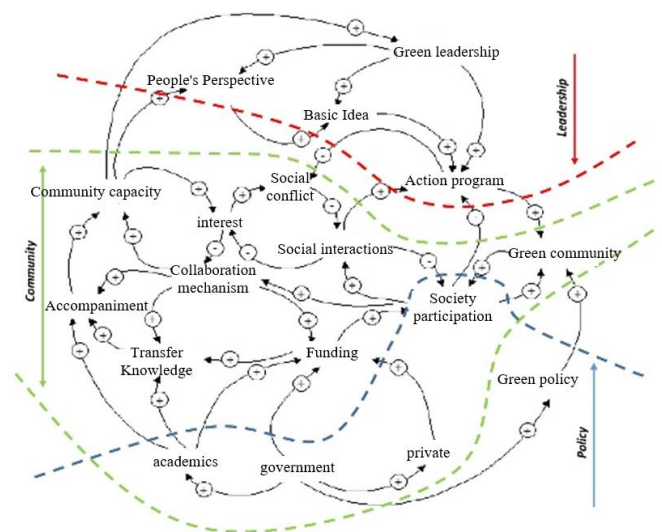 Green leadership
People's Perspective
Basic Idea
Leadership
Social
conflict
Action program
Community capacity
interest
Social interactions
Green community
Collaboration
mechanism
Community
Accompaniment
Society
participation
Transfer
Knowledge
Funding
Green policy
Policy
academics
government
private